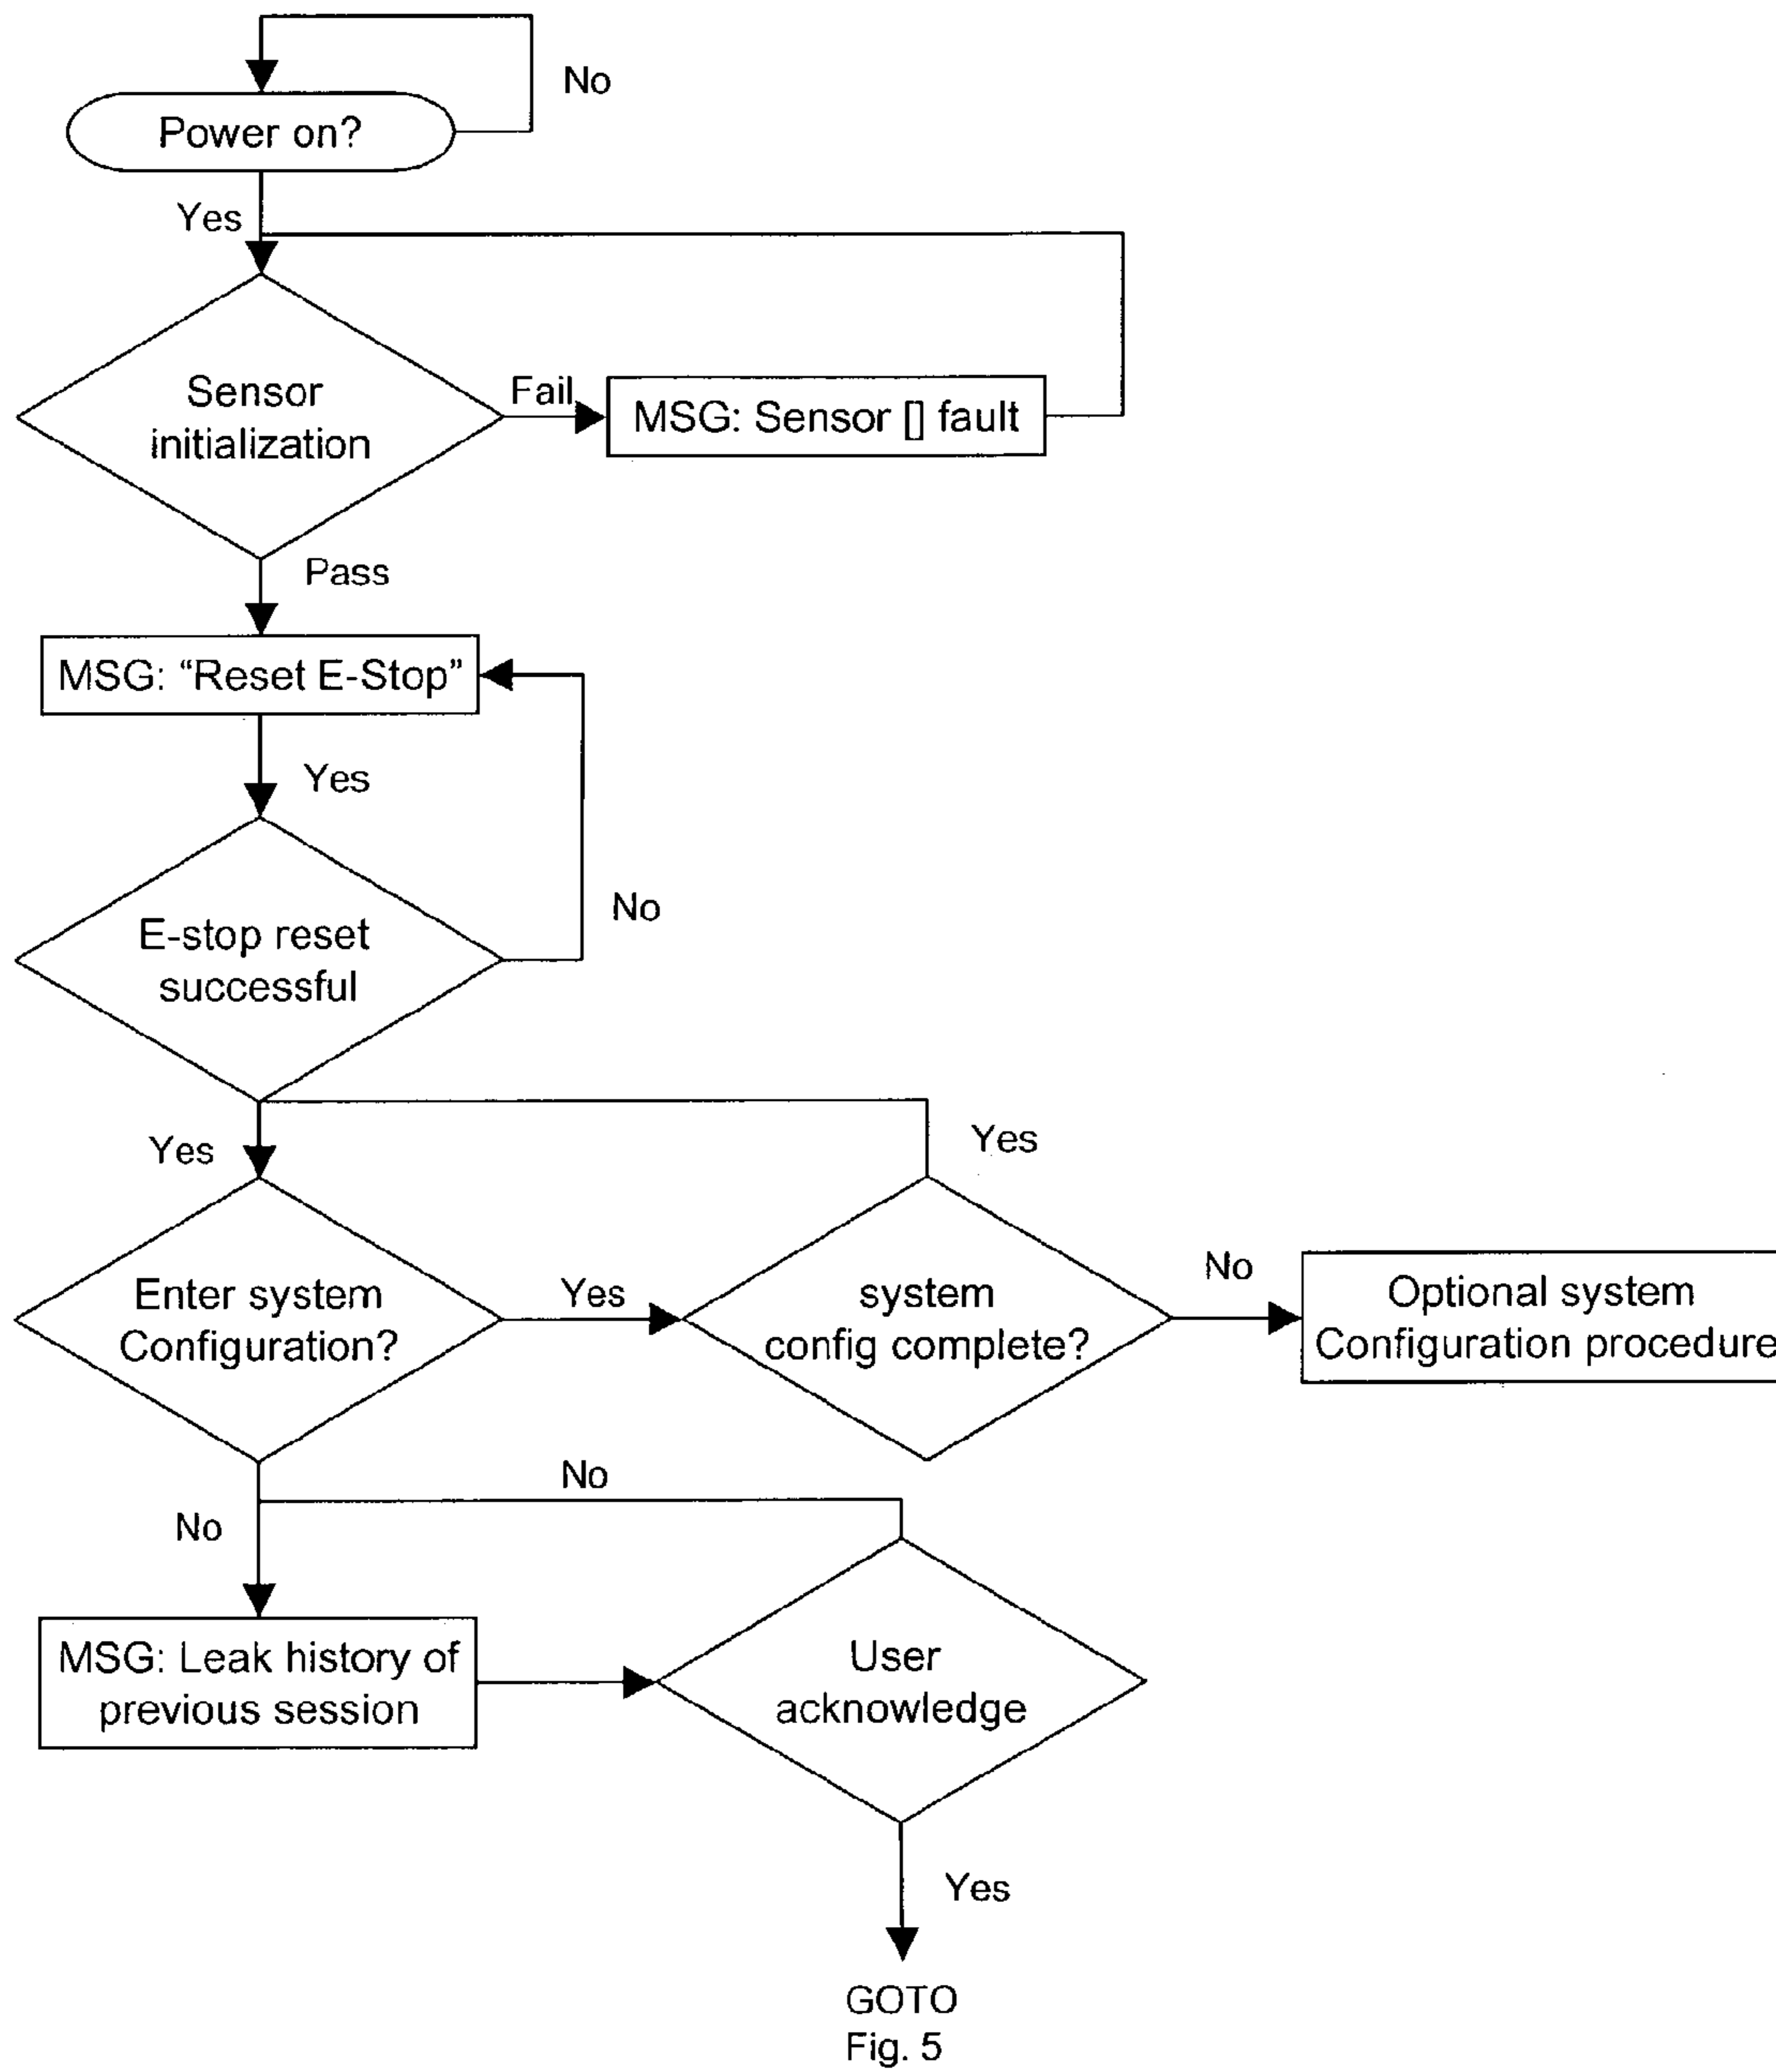 No
Power on?
Yes
Sensor
initialization
Fail
MSG: Sensor [] fault
Pass
MSG: “Reset E-Stop”
Yes
No
E-stop reset
successful
Yes
Yes
Enter system
Configuration?
Yes
system
config complete?
No
Optional system
Configuration procedure
No
No
MSG: Leak history of
previous session
User
acknowledge
Yes
GOTO
Fig. 5